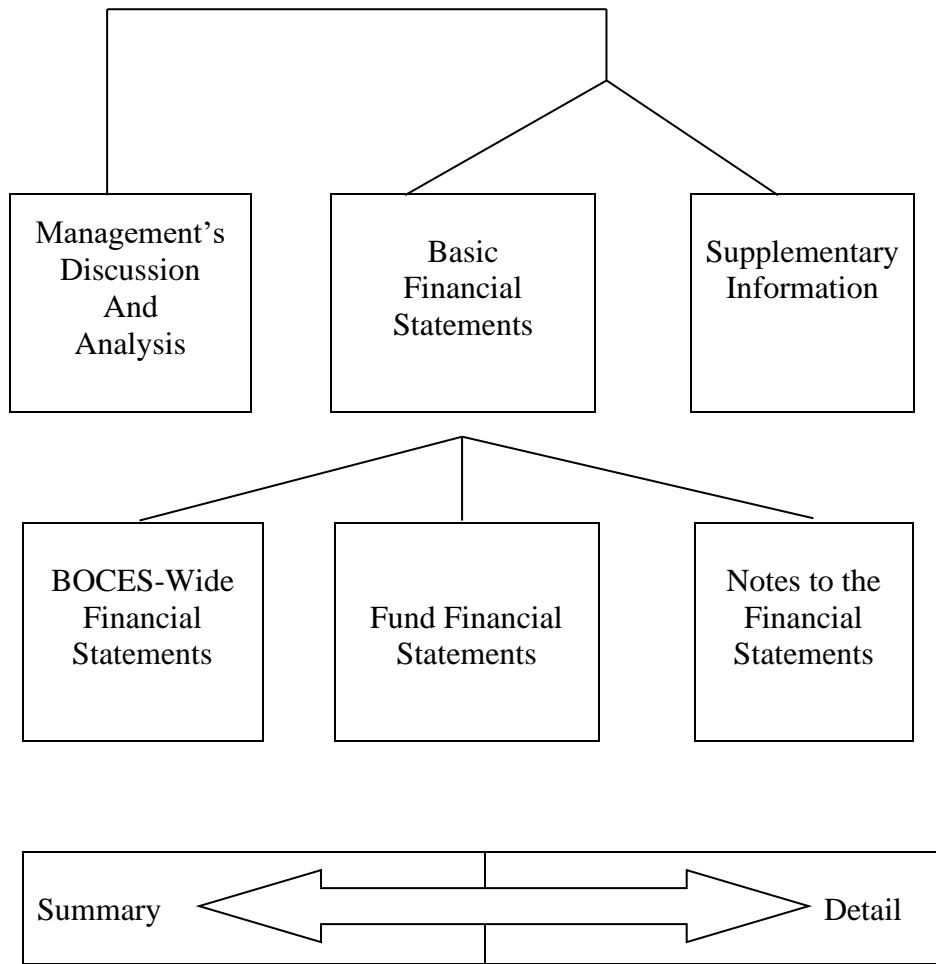 Management’s
Discussion
And
Analysis
Basic
Financial
Statements
Supplementary
Information
BOCES-Wide
Financial
Statements
Fund Financial
Statements
Notes to the
Financial
Statements
Summary
Detail